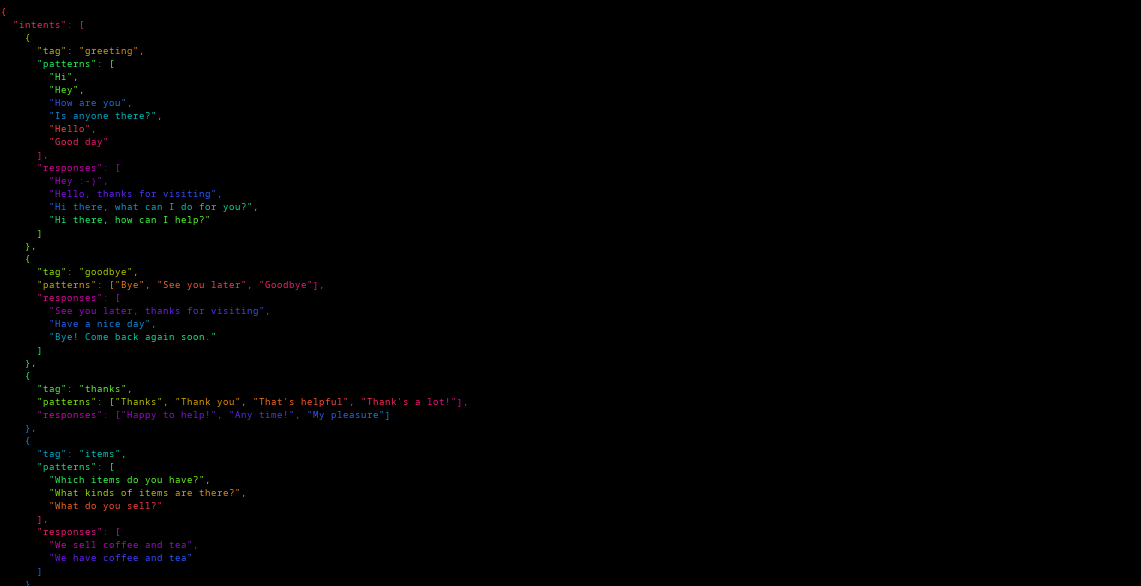 {
  "intents": [
    {
      "tag": "greeting",
      "patterns": [
        "Hi",
        "Hey",
        "How are you",
        "Is anyone there?",
        "Hello",
        "Good day"
      ],
      "responses": [
        "Hey :-)",
        "Hello, thanks for visiting",
        "Hi there, what can I do for you?",
        "Hi there, how can I help?"
      ]
    },
    {
      "tag": "goodbye",
      "patterns": ["Bye", "See you later", "Goodbye"],
      "responses": [
        "See you later, thanks for visiting",
        "Have a nice day",
        "Bye! Come back again soon."
      ]
    },
    {
      "tag": "thanks",
      "patterns": ["Thanks", "Thank you", "That's helpful", "Thank's a lot!"],
      "responses": ["Happy to help!", "Any time!", "My pleasure"]
    },
    {
      "tag": "items",
      "patterns": [
        "Which items do you have?",
        "What kinds of items are there?",
        "What do you sell?"
      ],
      "responses": [
        "We sell coffee and tea",
        "We have coffee and tea"
      ]
    }